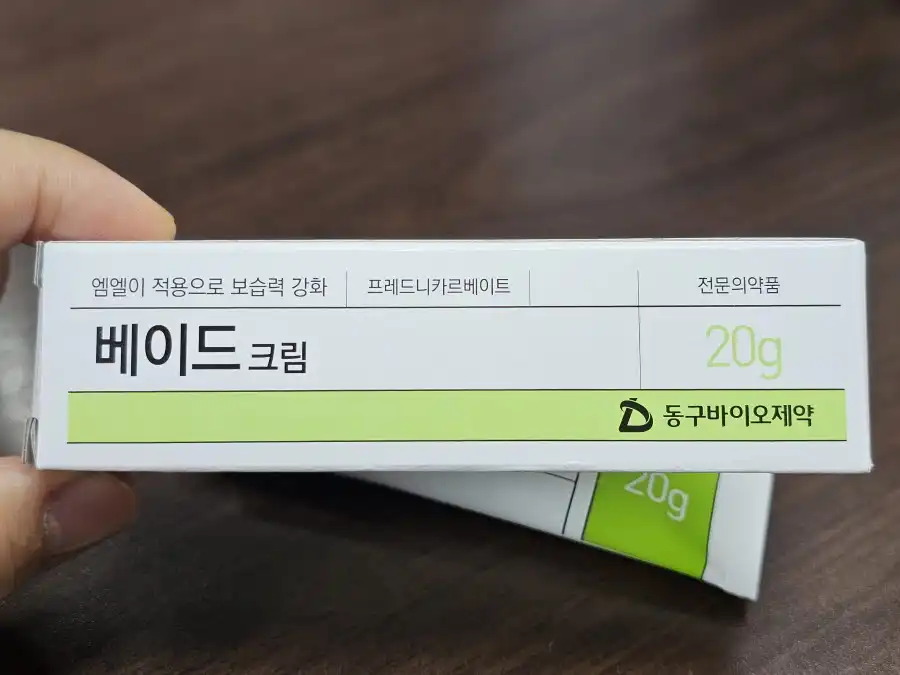 엠엘이 적용으로 보습력 강화
프레드니카르베이트
전문의약품
베이드 크림
20g
동구바이오제약
20g